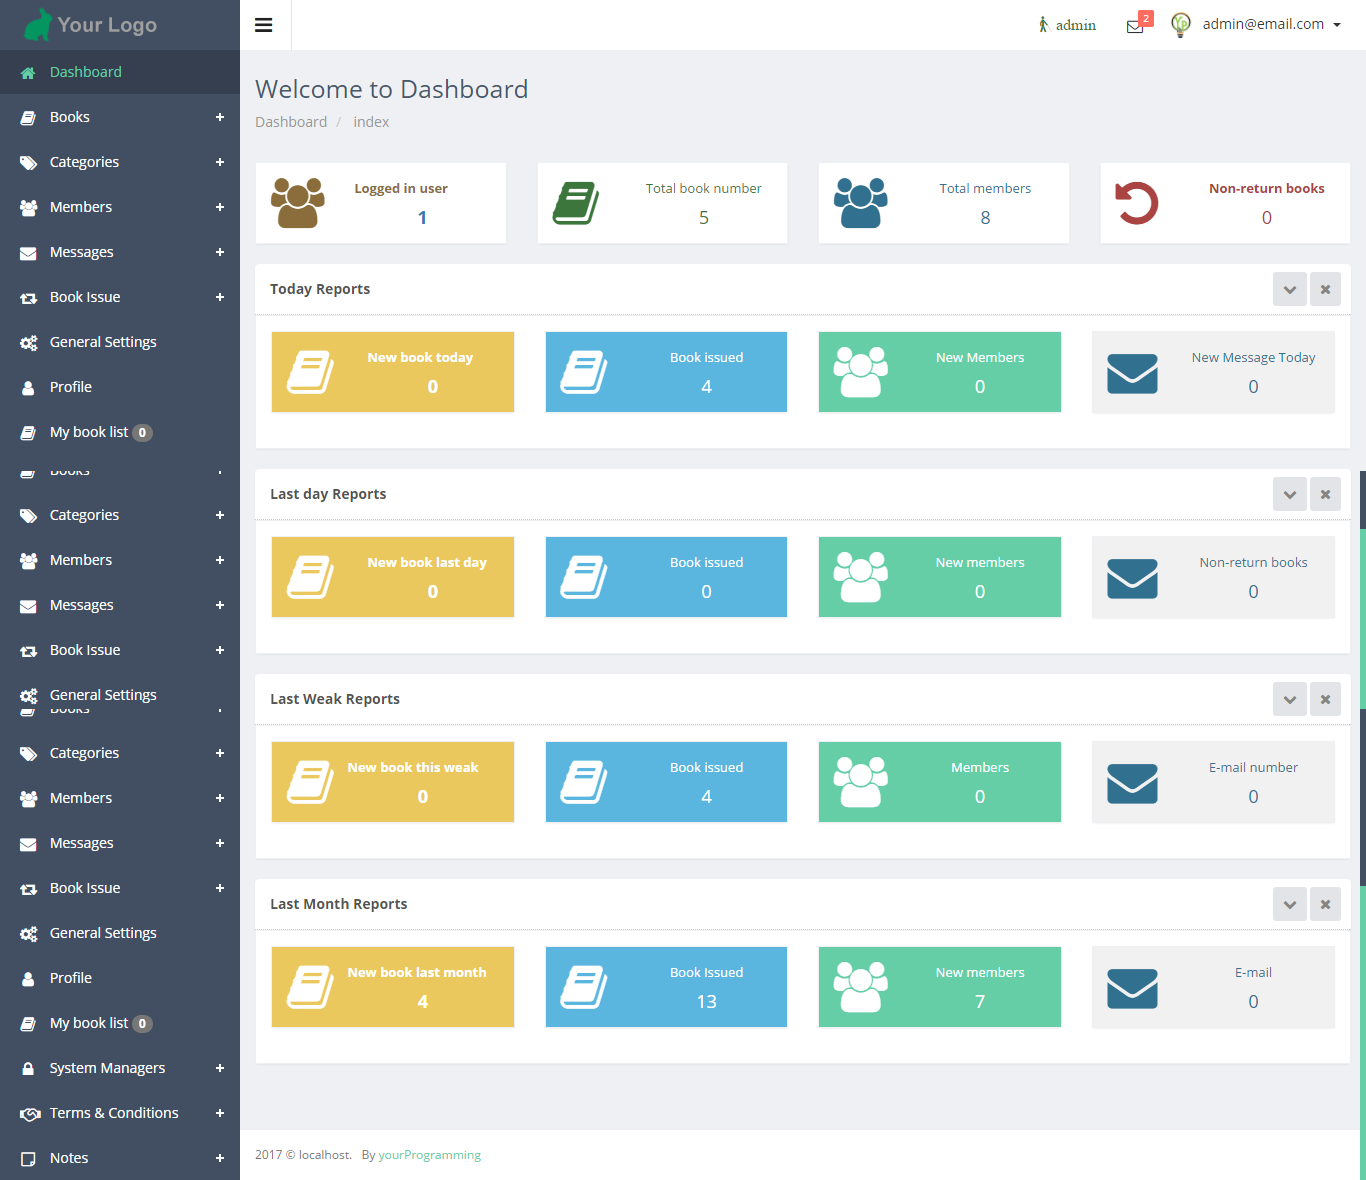 Your Logo
admin
2
admin@email.com
Dashboard
Books
Categories
Members
Messages
Book Issue
General Settings
Profile
My book list 0
Books
Categories
Members
Messages
Book Issue
General Settings
Books
Categories
Members
Messages
Book Issue
General Settings
Profile
My book list 0
System Managers
Terms & Conditions
Notes
Welcome to Dashboard
Dashboard / index
Logged in user
1
Total book number
5
Total members
8
Non-return books
0
Today Reports
New book today
0
Book issued
4
New Members
0
New Message Today
0
Last day Reports
New book last day
0
Book issued
0
New members
0
Non-return books
0
Last Weak Reports
New book this weak
0
Book issued
4
Members
0
E-mail number
0
Last Month Reports
New book last month
4
Book Issued
13
New members
7
E-mail
0
2017 © localhost. By yourProgramming